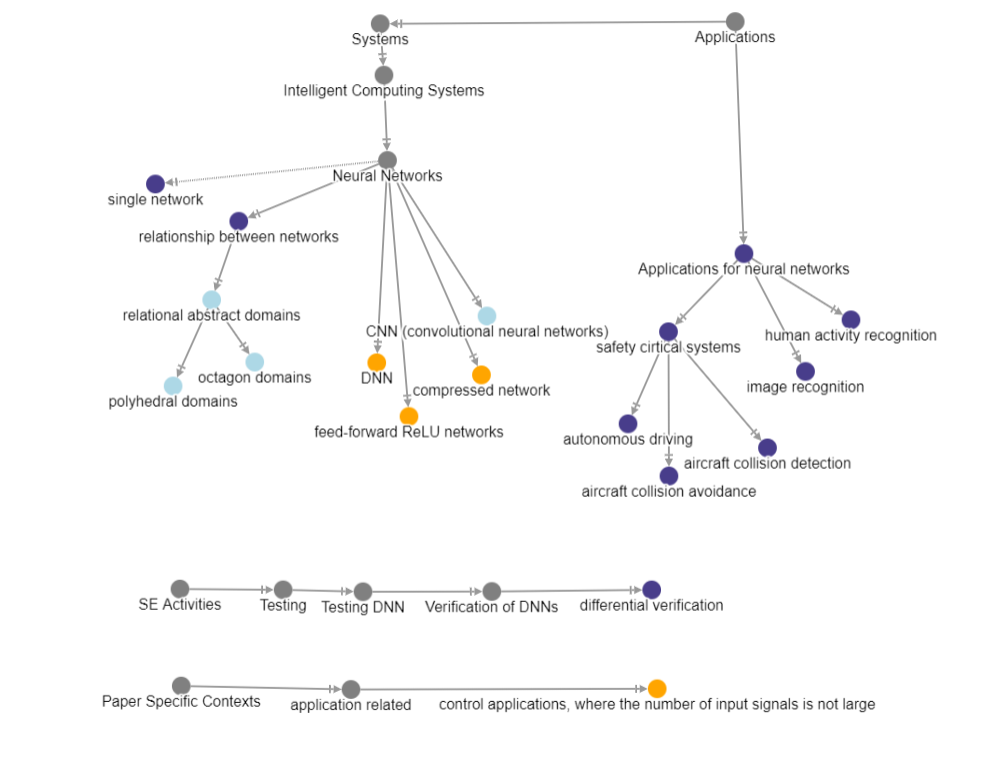 Systems
Applications
Intelligent Computing Systems
Neural Networks
single network
relationship between networks
Applications for neural networks
relational abstract domains
CNN (convolutional neural networks)
human activity recognition
safety cirtical systems
octagon domains
DNN
compressed network
image recognition
polyhedral domains
feed-forward ReLU networks
autonomous driving
aircraft collision detection
aircraft collision avoidance
SE Activities
Testing
Testing DNN
Verification of DNNs
differential verification
Paper Specific Contexts
application related
control applications, where the number of input signals is not large